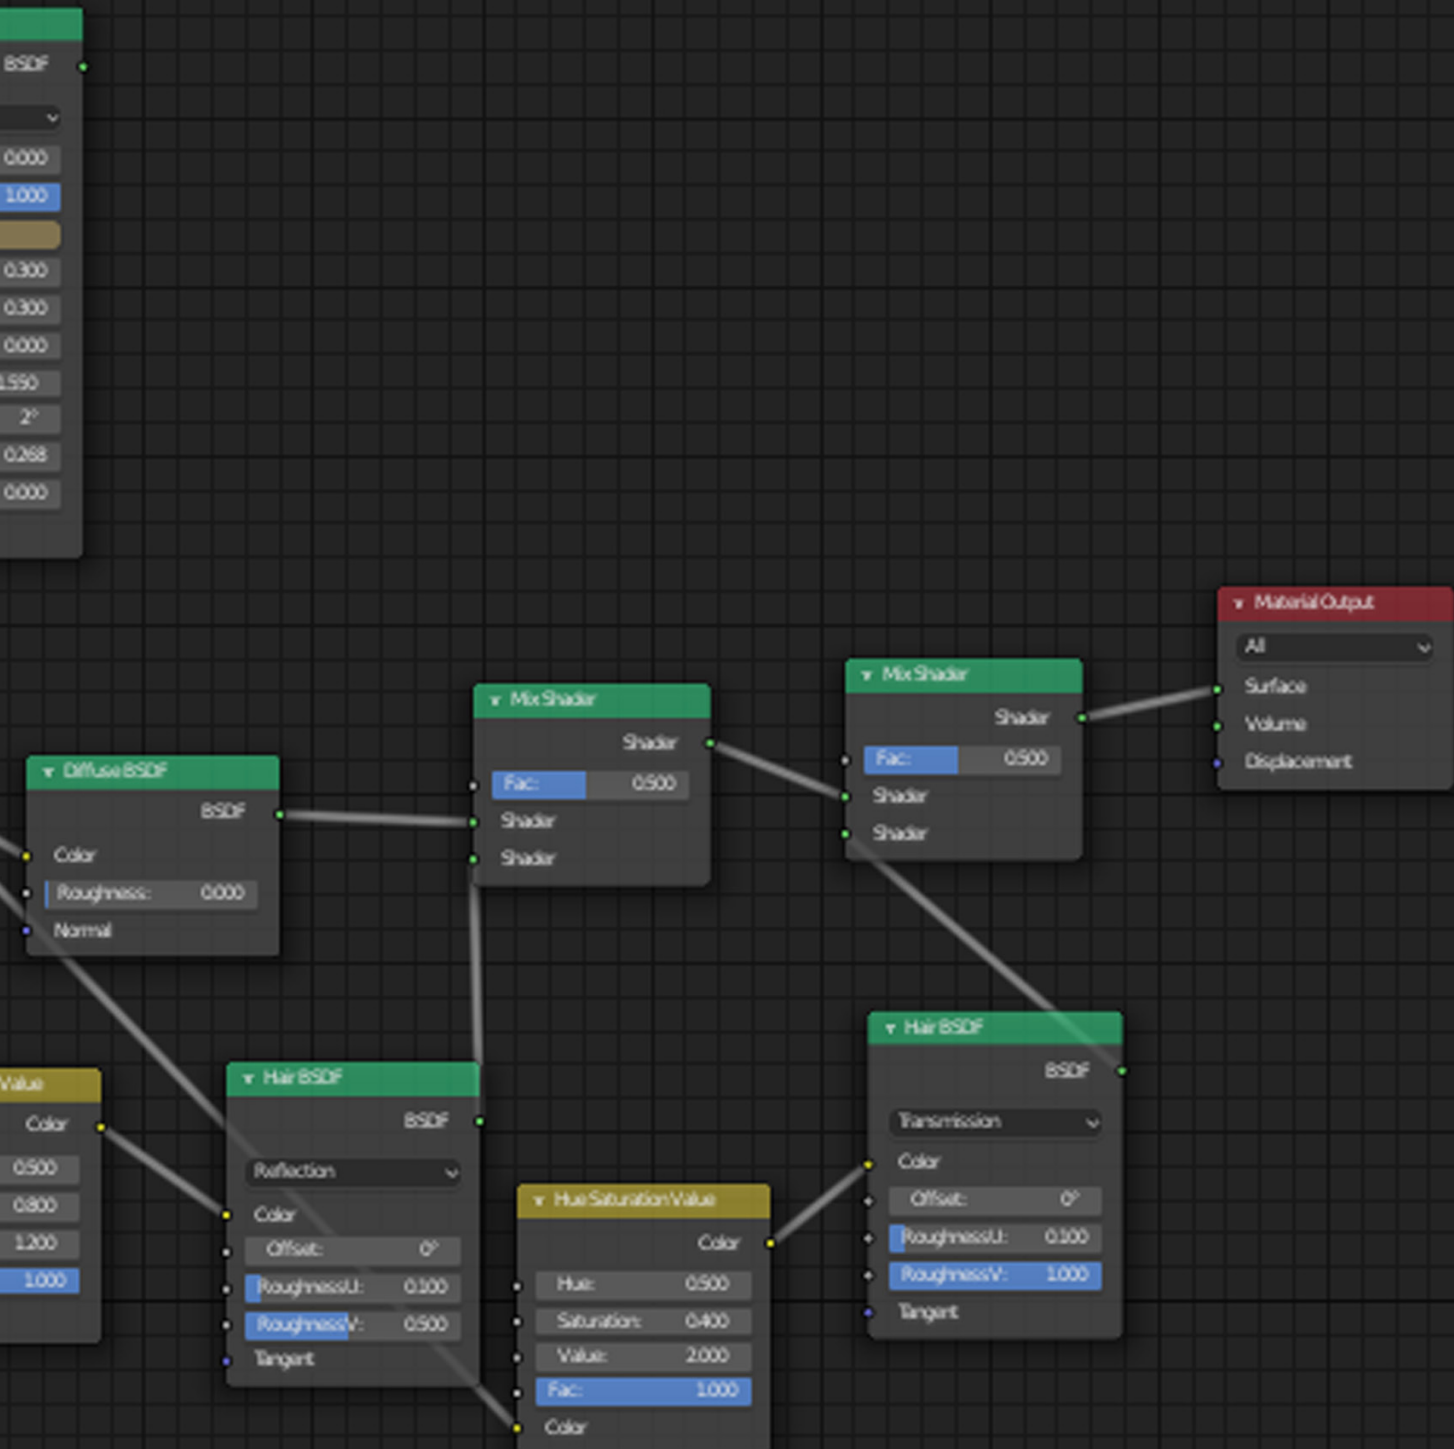 BSDF
0.000
1.000
0.300
0.300
0.000
1.550
2°
0.268
0.000
Material Output
All
Surface
Volume
Displacement
Mix Shader
Shader
Fac: 0.500
Shader
Shader
Mix Shader
Shader
Fac: 0.500
Shader
Shader
Diffuse BSDF
BSDF
Color
Roughness: 0.000
Normal
Value
Color
0.500
0.800
1.200
1.000
Hair BSDF
BSDF
Reflection
Color
Offset: 0°
RoughnessU: 0.100
RoughnessV: 0.500
Tangent
Hue Saturation Value
Color
Hue: 0.500
Saturation: 0.400
Value: 2.000
Fac: 1.000
Color
Hair BSDF
BSDF
Transmission
Color
Offset: 0°
RoughnessU: 0.100
RoughnessV: 1.000
Tangent